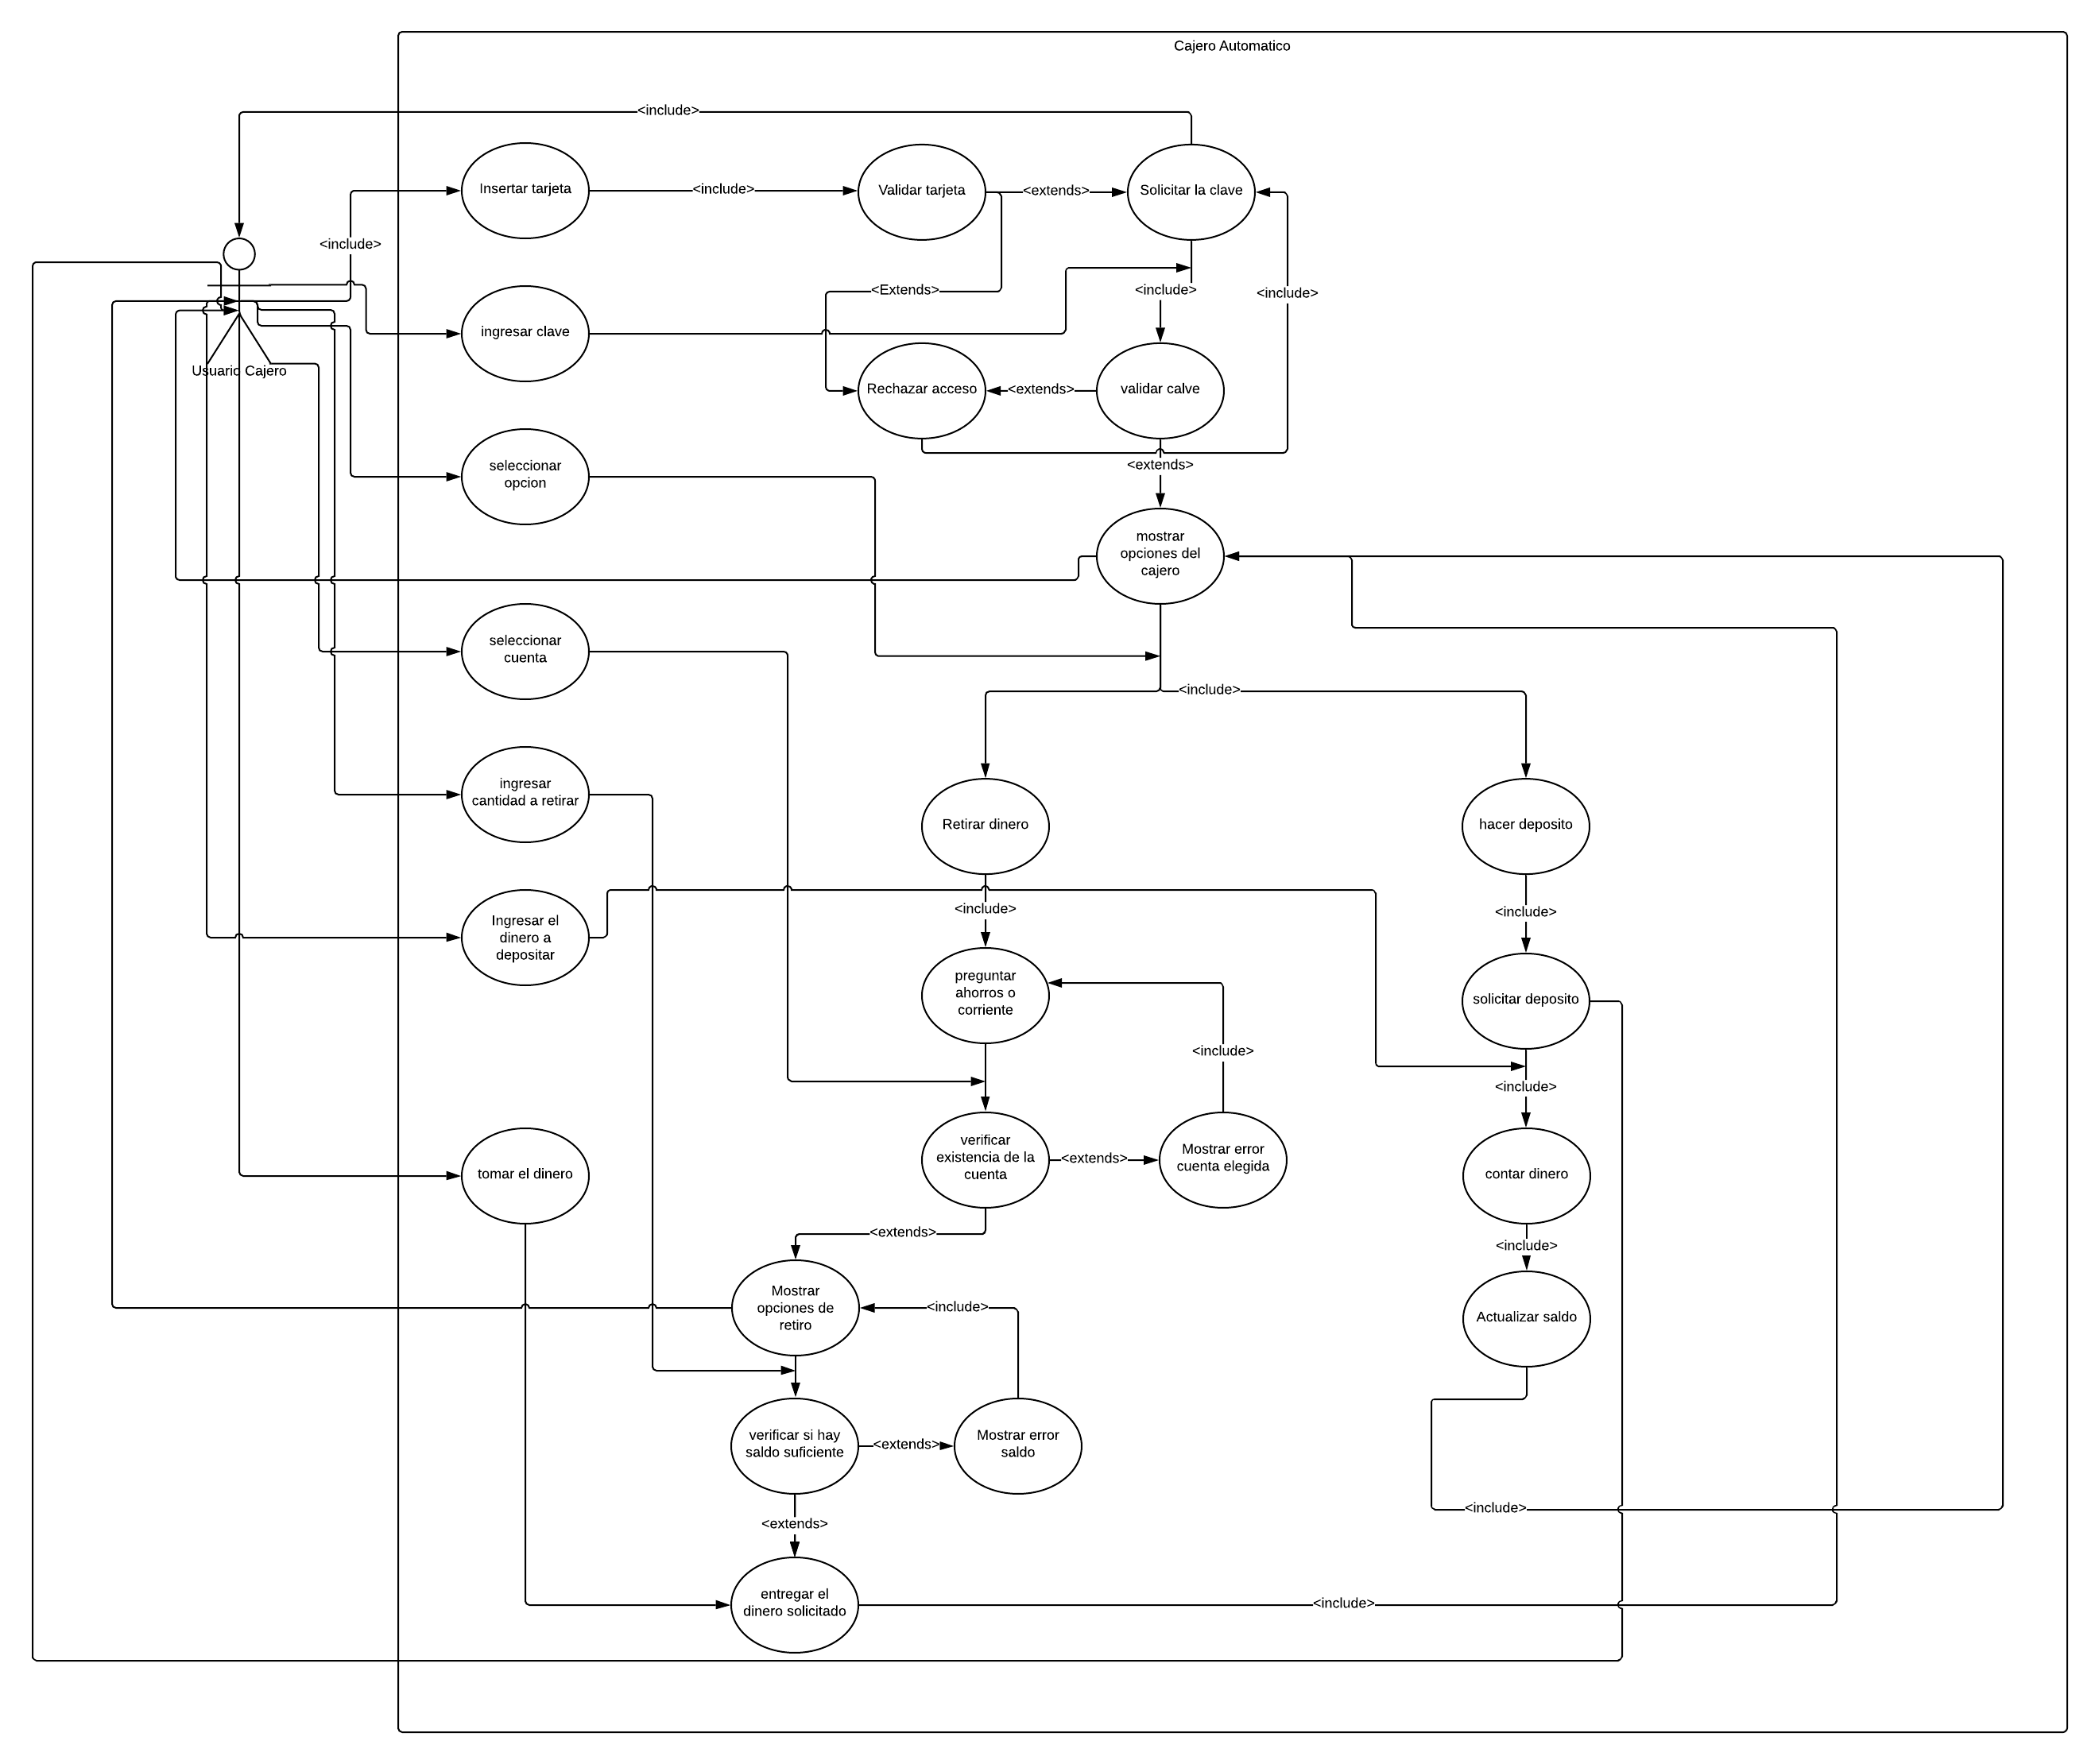 Cajero Automatico
<include>
Insertar tarjeta
<include>
Validar tarjeta
<extends>
Solicitar la clave
<include>
<Extends>
<include>
<include>
ingresar clave
Usuario Cajero
Rechazar acceso
<extends>
validar calve
<extends>
seleccionar
opcion
mostrar
opciones del
cajero
seleccionar
cuenta
<include>
ingresar
cantidad a retirar
Retirar dinero
hacer deposito
<include>
<include>
Ingresar el
dinero a
depositar
preguntar
ahorros o
corriente
solicitar deposito
<include>
<include>
verificar
existencia de la
cuenta
<extends>
Mostrar error
cuenta elegida
tomar el dinero
contar dinero
<extends>
<include>
Mostrar
opciones de
retiro
<include>
Actualizar saldo
verificar si hay
saldo suficiente
<extends>
Mostrar error
saldo
<include>
<extends>
entregar el
dinero solicitado
<include>